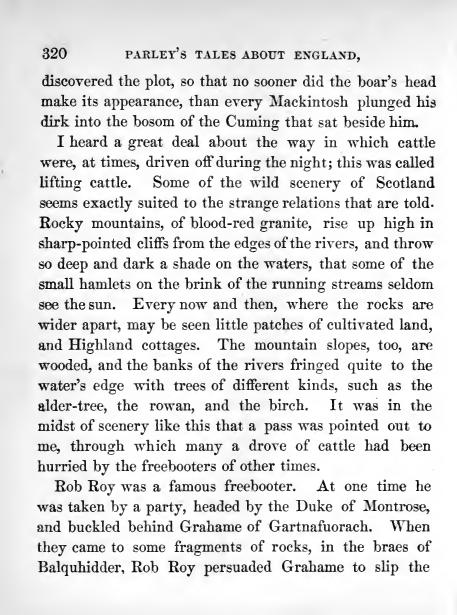 320 PARLEY'S TALES ABOUT ENGLAND,
discovered the plot, so that no sooner did the boar's head
make its appearance, than every Mackintosh plunged his
dirk into the bosom of the Cuming that sat beside him.
I heard a great deal about the way in which cattle
were, at times, driven off during the night; this was called
lifting cattle. Some of the wild scenery of Scotland
seems exactly suited to the strange relations that are told.
Rocky mountains, of blood-red granite, rise up high in
sharp-pointed cliffs from the edges of the rivers, and throw
so deep and dark a shade on the waters, that some of the
small hamlets on the brink of the running streams seldom
see the sun. Every now and then, where the rocks are
wider apart, may be seen little patches of cultivated land,
and Highland cottages. The mountain slopes, too, are
wooded, and the banks of the rivers fringed quite to the
water's edge with trees of different kinds, such as the
alder-tree, the rowan, and the birch. It was in the
midst of scenery like this that a pass was pointed out to
me, through which many a drove of cattle had been
hurried by the freebooters of other times.
Rob Roy was a famous freebooter. At one time he
was taken by a party, headed by the Duke of Montrose,
and buckled behind Grahame of Gartnafuorach. When
they came to some fragments of rocks, in the braes of
Balquhidder, Rob Roy persuaded Grahame to slip the